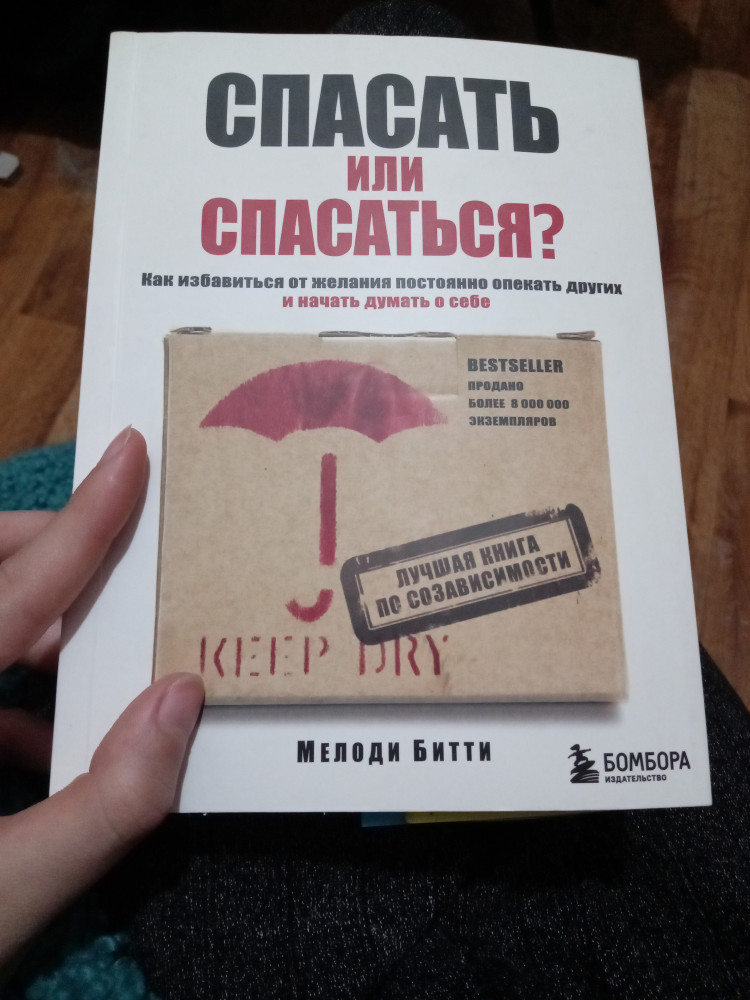 СПАСАТЬ
ИЛИ
СПАСАТЬСЯ?
Как избавиться от желания постоянно опекать других
и начать думать о себе
BESTSELLER
ПРОДАНО
БОЛЕЕ 8 000 000
ЭКЗЕМПЛЯРОВ
ЛУЧШАЯ КНИГА
ПО СОЗАВИСИМОСТИ
KEEP DRY
МЕЛОДИ БИТТИ
БОМБОРА
ИЗДАТЕЛЬСТВО